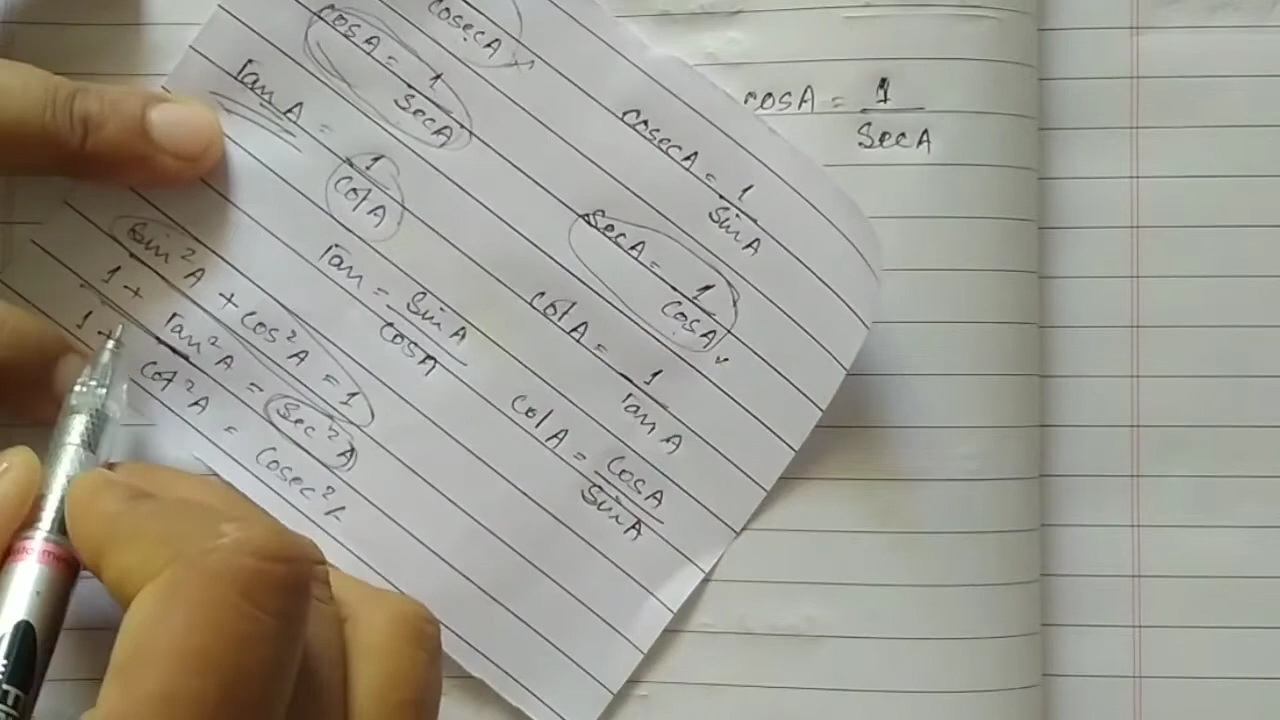 cosecA
cosA = 1/SecA
TanA = 1/cotA
Tan = SinA/cosA
Sin²A + cos²A = 1
1 + Tan²A = Sec²A
1 + cot²A = cosec²A
cosecA = 1/sinA
SecA = 1/cosA
cotA = 1/TanA
cotA = cosA/sinA
cosA = 1/SecA